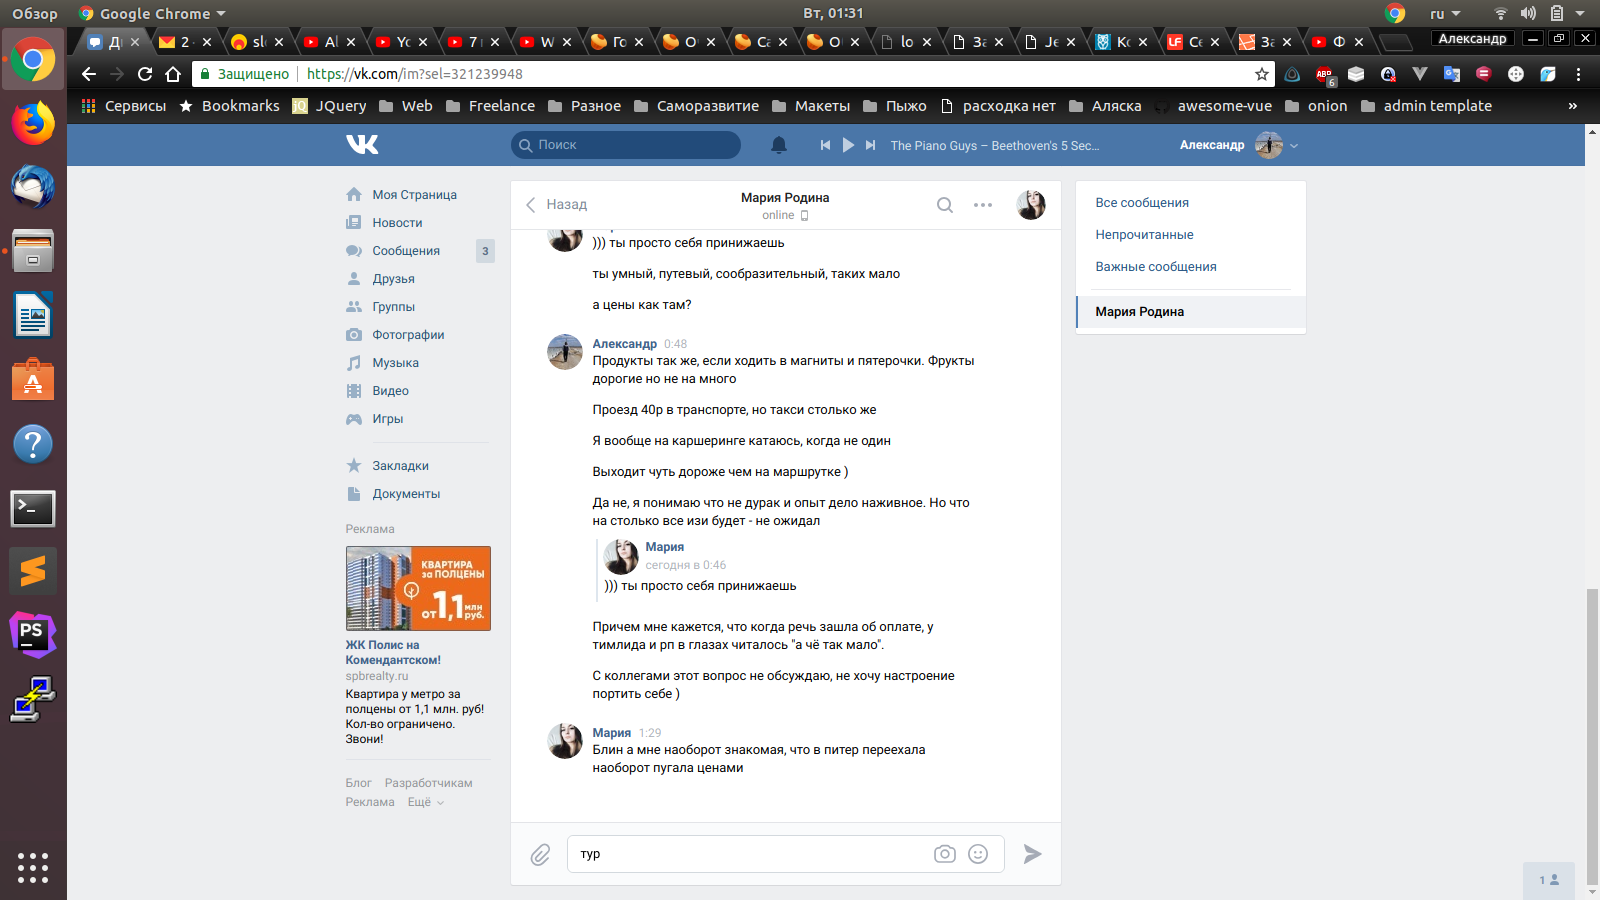 Обзор
Google Chrome
Вт, 01:31
ru
Д
2
slo
Al
Yo
7
W
Го
О
Са
О
lo
За
Je
Ко
LF
Се
За
Ф
Александр
Защищено
https://vk.com/im?sel=321239948
ABP
6
Сервисы
Bookmarks
jQ
JQuery
Web
Freelance
Разное
Саморазвитие
Макеты
Пыжо
расходка нет
Аляска
awesome-vue
onion
admin template
»
Поиск
The Piano Guys – Beethoven's 5 Sec...
Александр
Моя Страница
Новости
Сообщения
3
Друзья
Группы
Фотографии
Музыка
Видео
Игры
Закладки
Документы
Реклама
КВАРТИРА
за ПОЛЦЕНЫ
от 1,1 млн руб.
ЖК Полис на
Комендантском!
spbrealty.ru
Квартира у метро за
полцены от 1,1 млн. руб!
Кол-во ограничено.
Звони!
Блог
Разработчикам
Реклама
Ещё
Назад
Мария Родина
online
))) ты просто себя принижаешь
ты умный, путевый, сообразительный, таких мало
а цены как там?
Александр 0:48
Продукты так же, если ходить в магниты и пятерочки. Фрукты
дорогие но не на много
Проезд 40р в транспорте, но такси столько же
Я вообще на каршеринге катаюсь, когда не один
Выходит чуть дороже чем на маршрутке )
Да не, я понимаю что не дурак и опыт дело наживное. Но что
на столько все изи будет - не ожидал
Мария
сегодня в 0:46
))) ты просто себя принижаешь
Причем мне кажется, что когда речь зашла об оплате, у
тимлида и рп в глазах читалось "а чё так мало".
С коллегами этот вопрос не обсуждаю, не хочу настроение
портить себе )
Мария 1:29
Блин а мне наоборот знакомая, что в питер переехала
наоборот пугала ценами
тур
Все сообщения
Непрочитанные
Важные сообщения
Мария Родина
1
PS